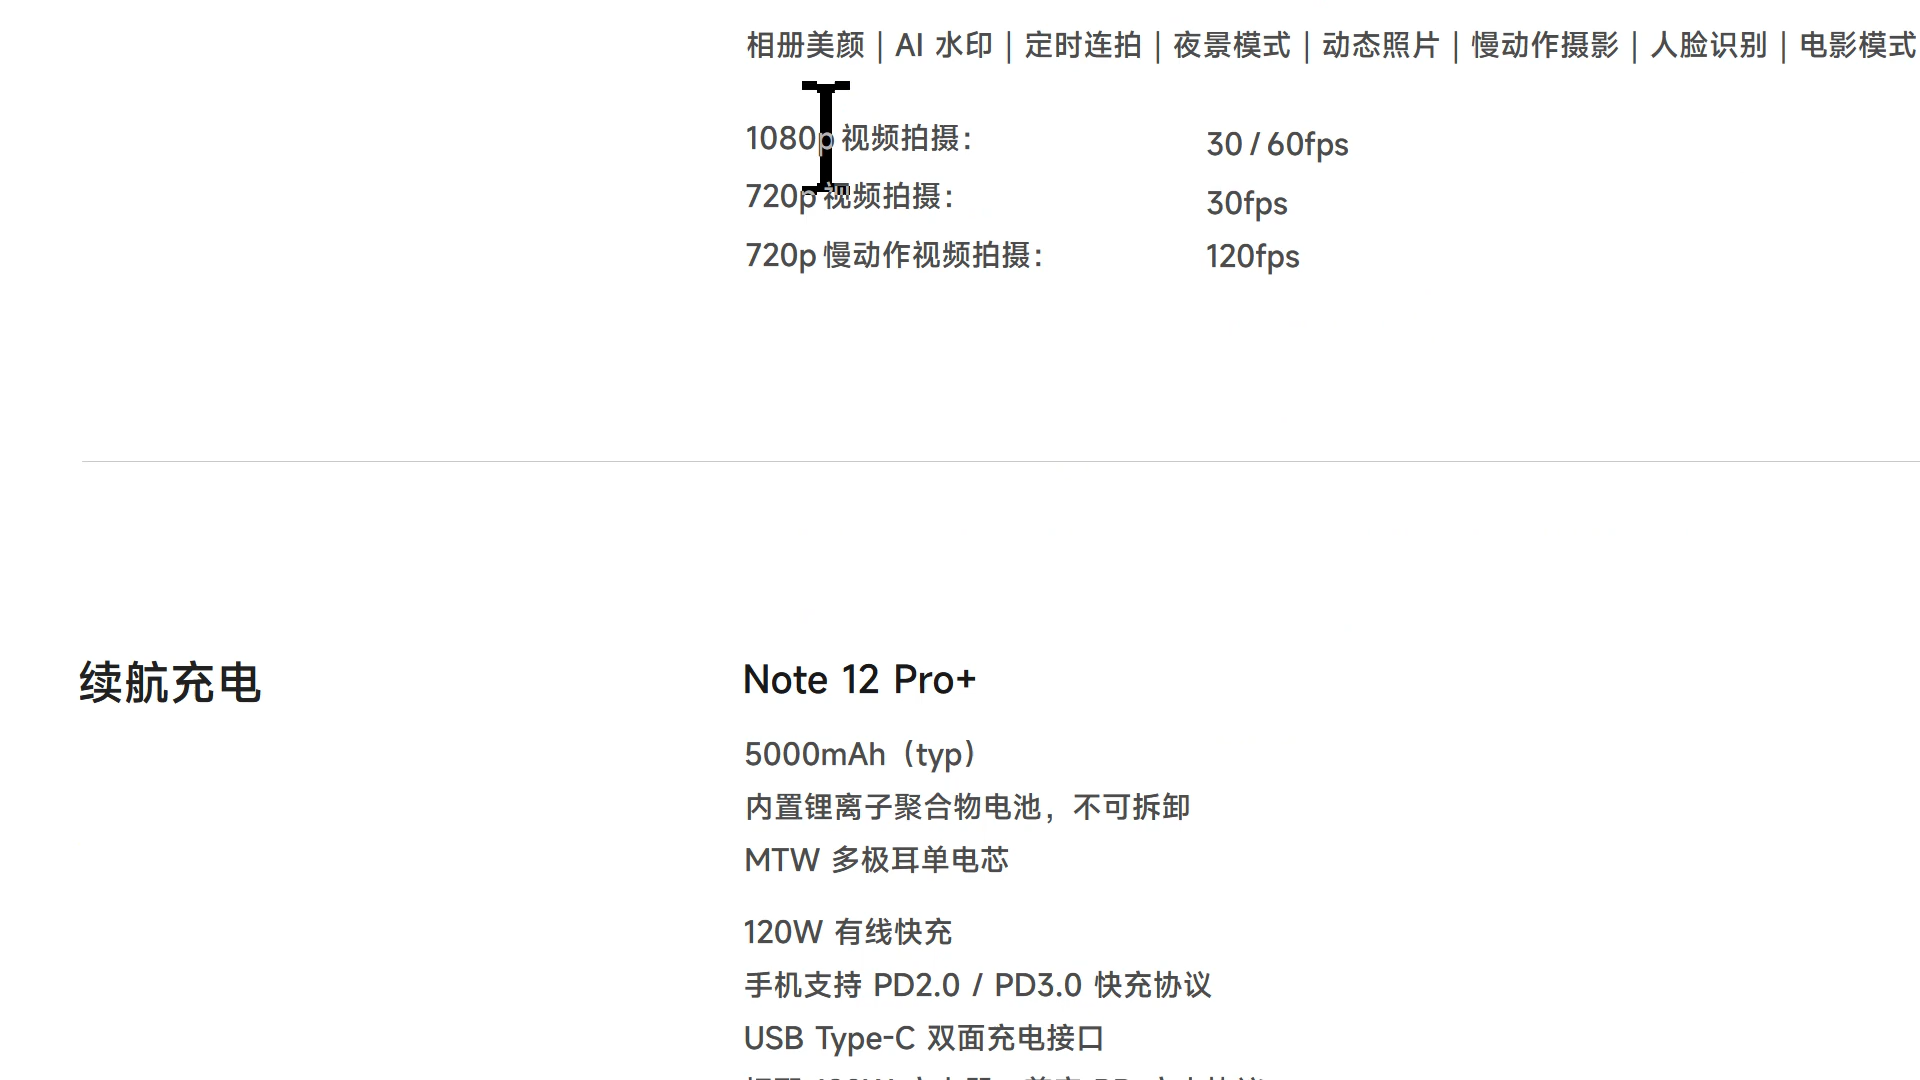 相册美颜 | AI 水印 | 定时连拍 | 夜景模式 | 动态照片 | 慢动作摄影 | 人脸识别 | 电影模式
1080p 视频拍摄： 30 / 60fps
720p 视频拍摄： 30fps
720p 慢动作视频拍摄： 120fps
续航充电
Note 12 Pro+
5000mAh（typ）
内置锂离子聚合物电池，不可拆卸
MTW 多极耳单电芯
120W 有线快充
手机支持 PD2.0 / PD3.0 快充协议
USB Type-C 双面充电接口